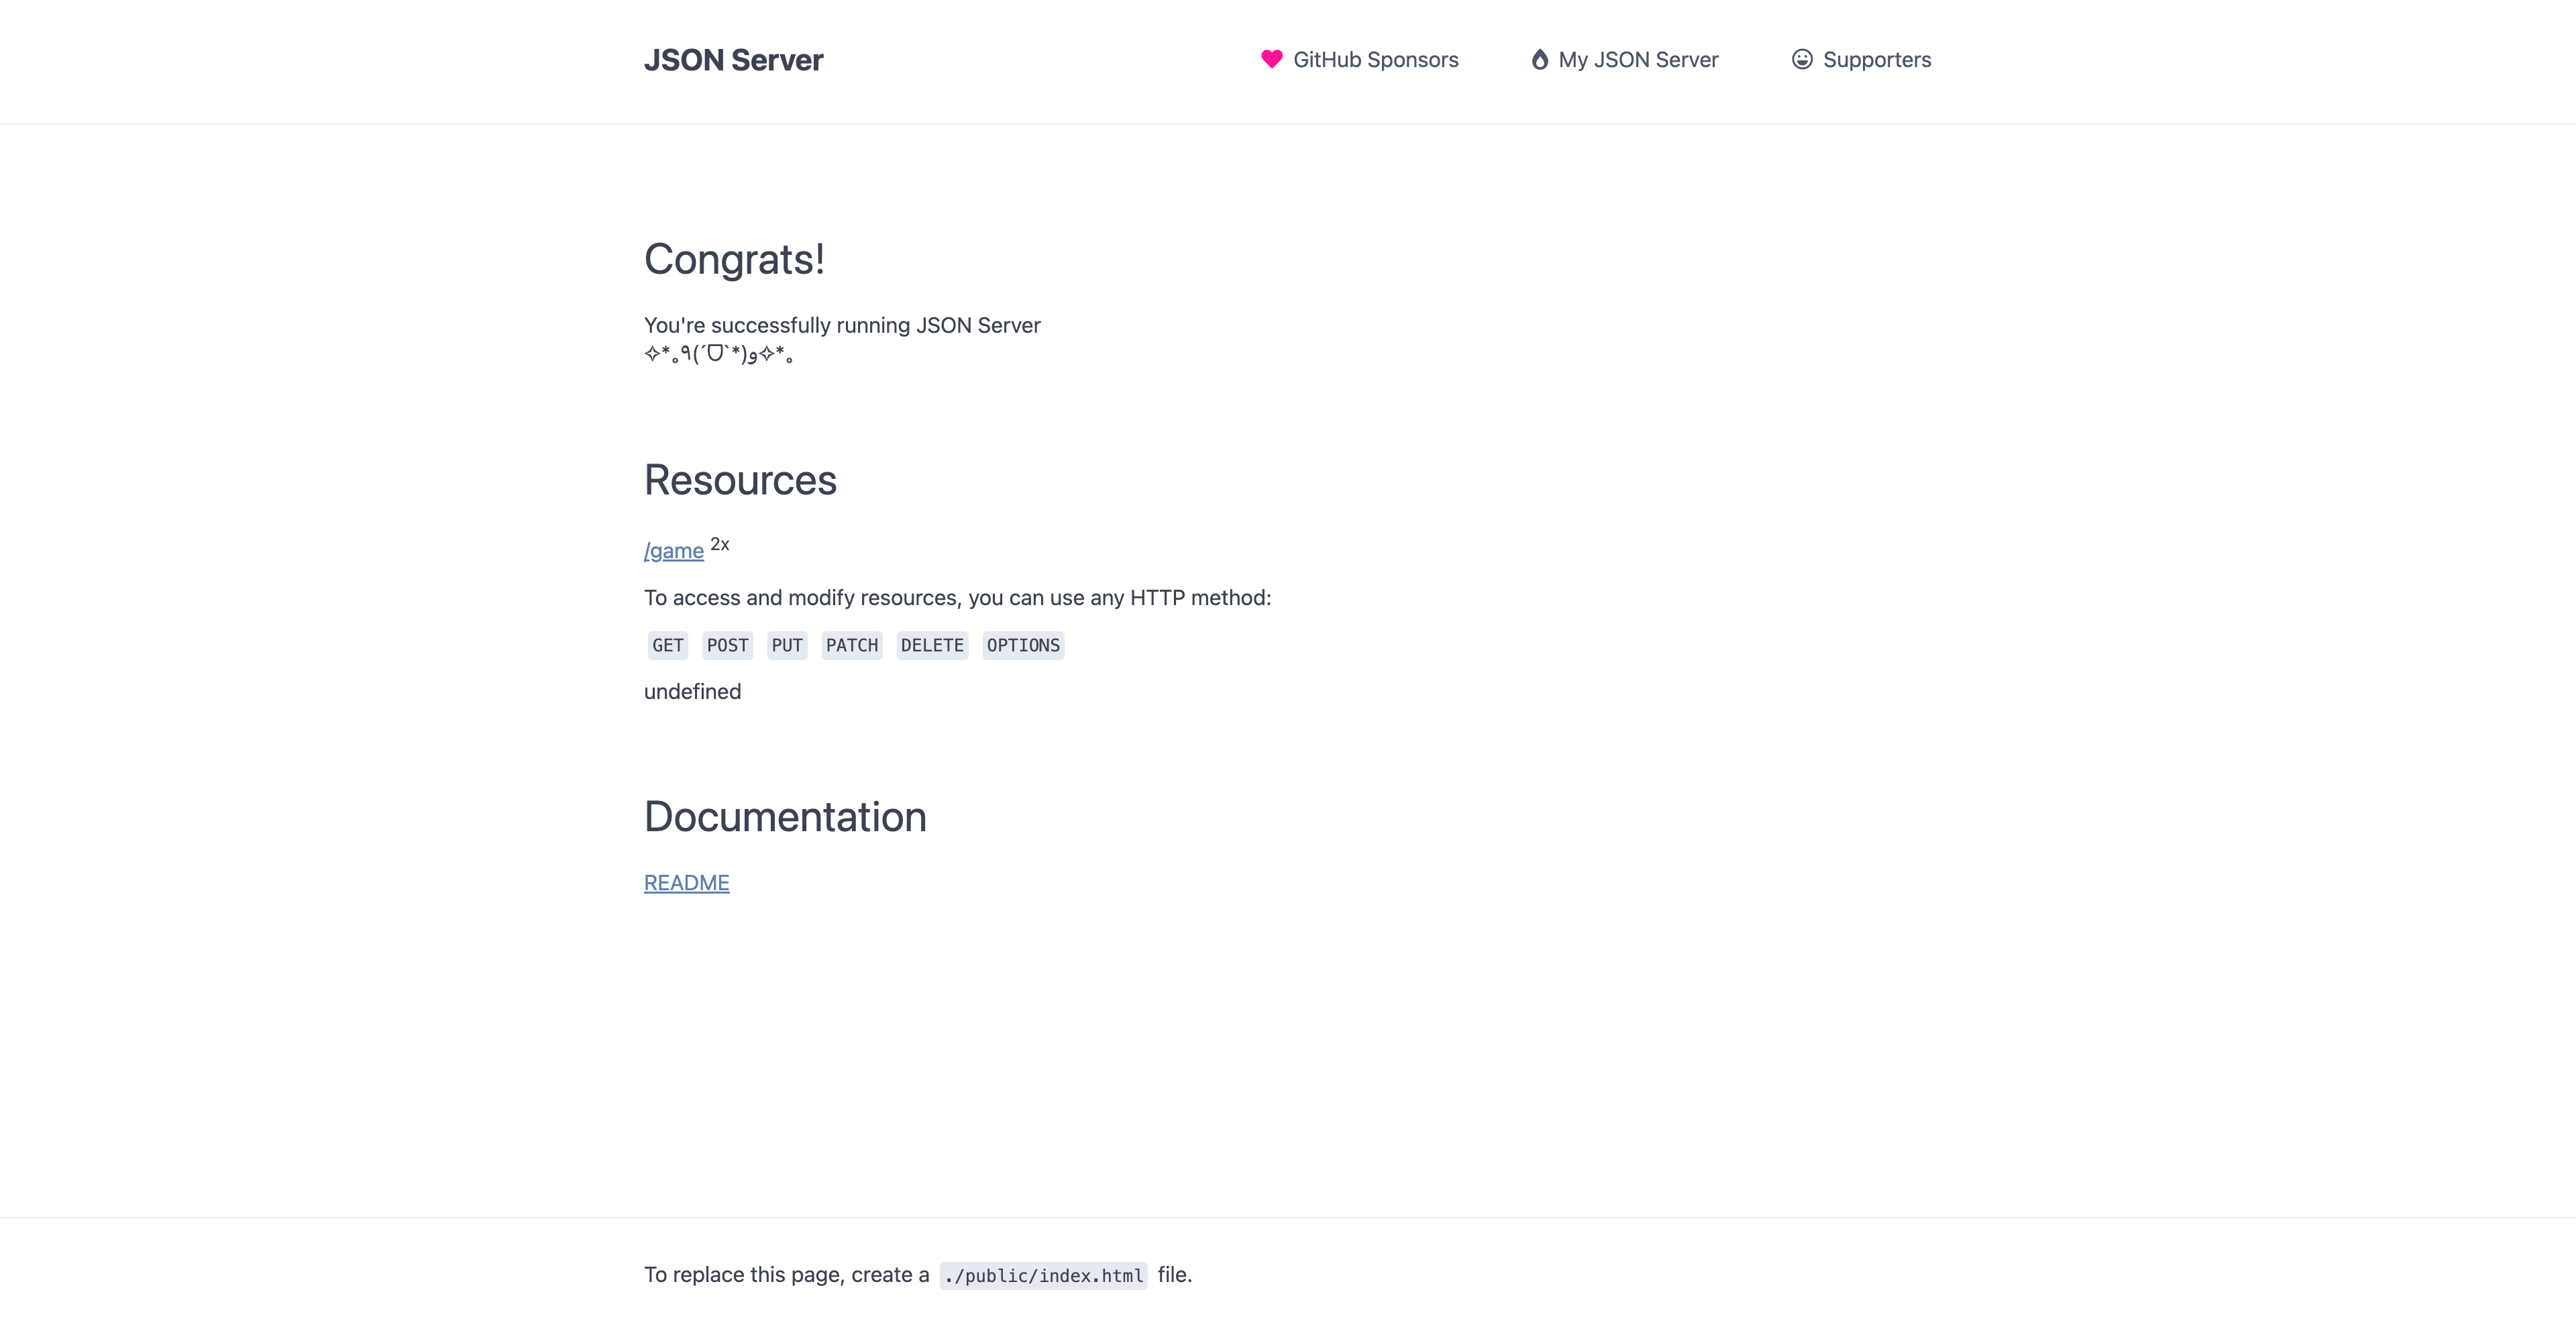 JSON Server
GitHub Sponsors
My JSON Server
Supporters
Congrats!
You're successfully running JSON Server
✧*｡٩(ˊᗜˋ*)و✧*｡
Resources
/game 2x
To access and modify resources, you can use any HTTP method:
GET POST PUT PATCH DELETE OPTIONS
undefined
Documentation
README
To replace this page, create a ./public/index.html file.